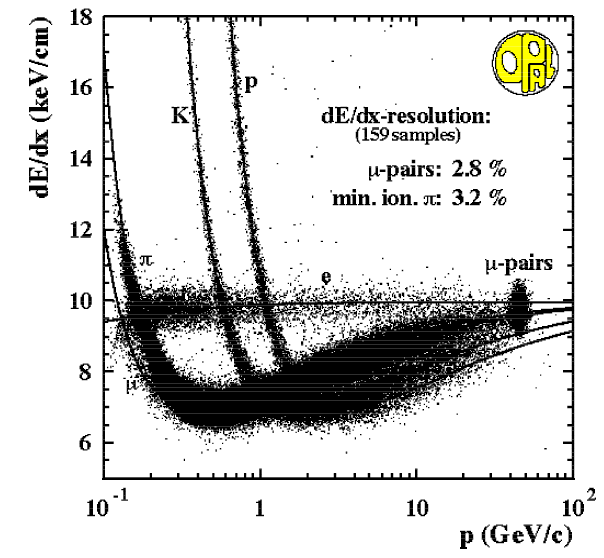 dE/dx (keV/cm)
18
16
14
12
10
8
6
10⁻¹
1
10
10²
p (GeV/c)
K
p
π
μ
e
μ-pairs
OPAL
dE/dx-resolution:
(159 samples)
μ-pairs: 2.8 %
min. ion. π: 3.2 %